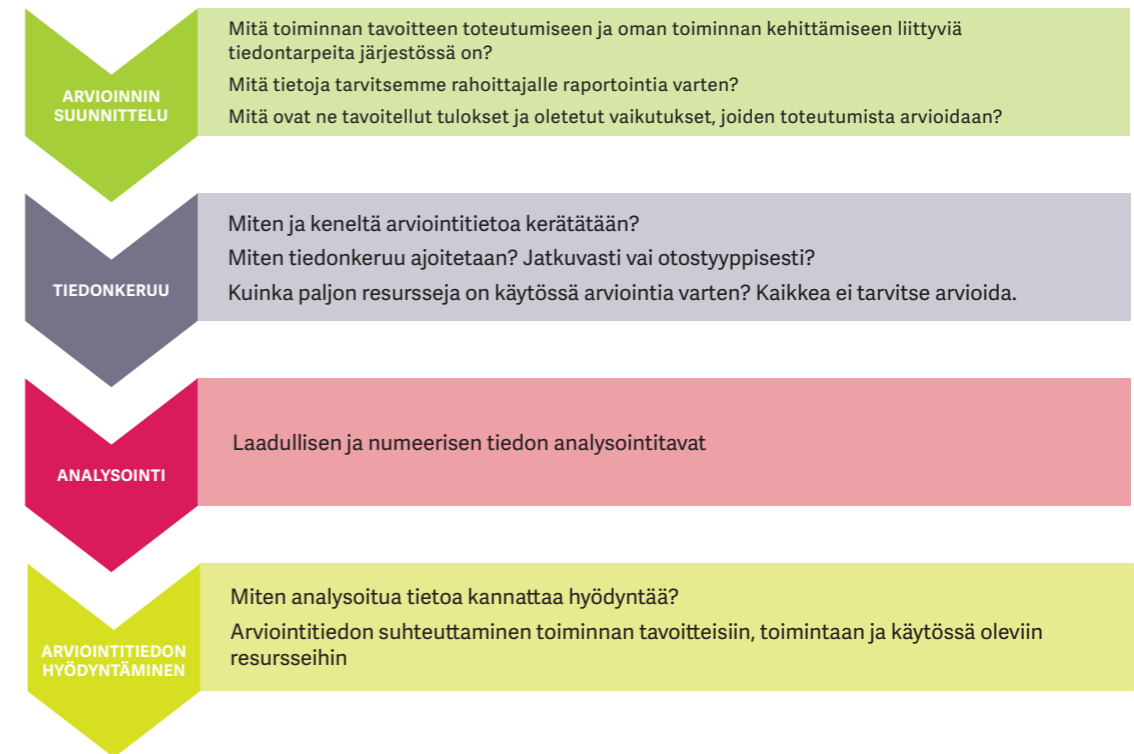 ARVIOINNIN
SUUNNITTELU
Mitä toiminnan tavoitteen toteutumiseen ja oman toiminnan kehittämiseen liittyviä
tiedontarpeita järjestössä on?
Mitä tietoja tarvitsemme rahoittajalle raportointia varten?
Mitä ovat ne tavoitellut tulokset ja oletetut vaikutukset, joiden toteutumista arvioidaan?
TIEDONKERUU
Miten ja keneltä arviointitietoa kerätätään?
Miten tiedonkeruu ajoitetaan? Jatkuvasti vai otostyyppisesti?
Kuinka paljon resursseja on käytössä arviointia varten? Kaikkea ei tarvitse arvioida.
ANALYSOINTI
Laadullisen ja numeerisen tiedon analysointitavat
ARVIOINTITIEDON
HYÖDYNTÄMINEN
Miten analysoitua tietoa kannattaa hyödyntää?
Arviointitiedon suhteuttaminen toiminnan tavoitteisiin, toimintaan ja käytössä oleviin
resursseihin